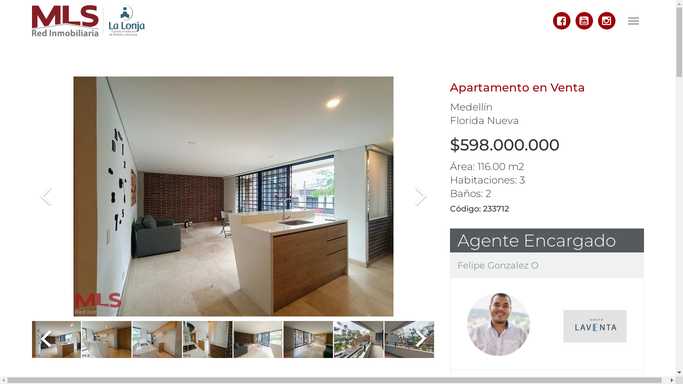 MLS
Red Inmobiliaria
La Lonja
Apartamento en Venta
Medellín
Florida Nueva
$598.000.000
Área: 116.00 m2
Habitaciones: 3
Baños: 2
Código: 233712
Agente Encargado
Felipe Gonzalez O
LAVENTA
MLS
Red Inmobiliaria